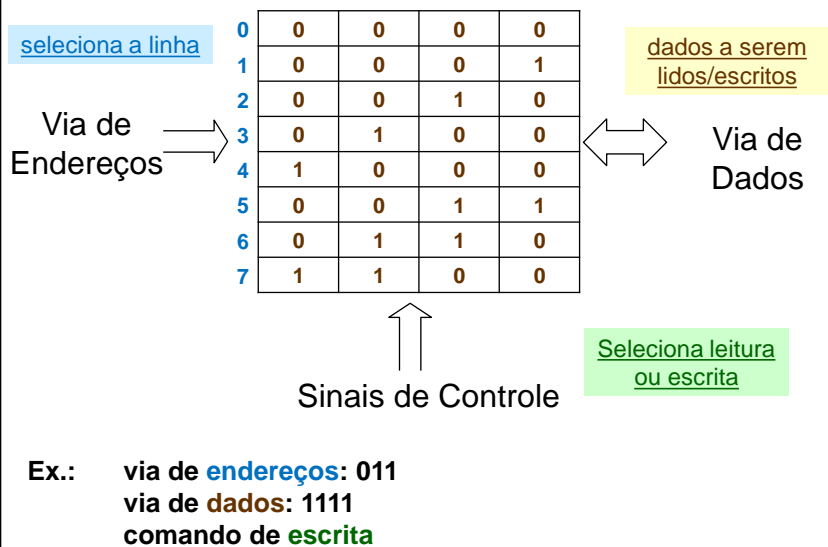 seleciona a linha
0 0 0 0 0
1 0 0 0 1
2 0 0 1 0
3 0 1 0 0
4 1 0 0 0
5 0 0 1 1
6 0 1 1 0
7 1 1 0 0
dados a serem
lidos/escritos
Via de
Endereços
Via de
Dados
Seleciona leitura
ou escrita
Sinais de Controle
Ex.: via de endereços: 011
via de dados: 1111
comando de escrita